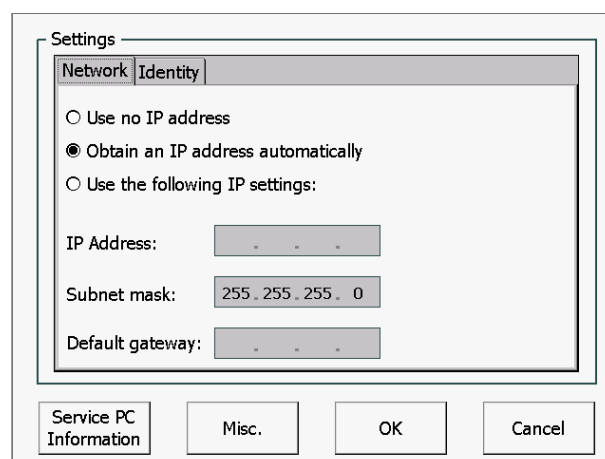 Settings
Network Identity
Use no IP address
Obtain an IP address automatically
Use the following IP settings:
IP Address: . . .
Subnet mask: 255.255.255. 0
Default gateway: . . .
Service PC
Information
Misc.
OK
Cancel